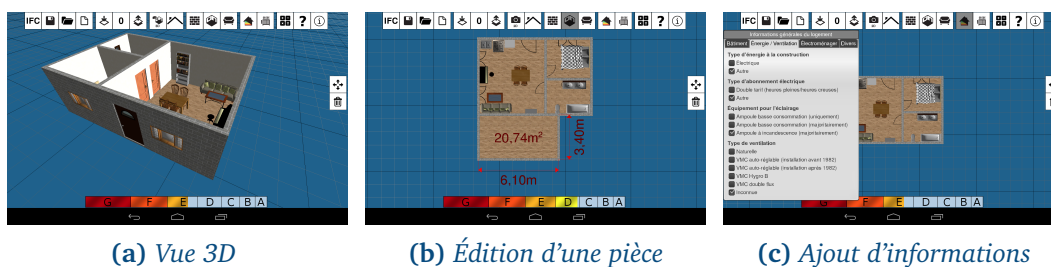 IFC 0 3D ?
G F E D C B A
(a) Vue 3D
IFC 0 3D ?
20,74m²
3,40m
6,10m
G F E D C B A
(b) Édition d'une pièce
IFC 0 3D ?
Informations générales du logement
Bâtiment Énergie / Ventilation Électroménager Divers
Type d'énergie à la construction
Électrique
Autre
Type d'abonnement électrique
Double tarif (heures pleines/heures creuses)
Autre
Équipement pour l'éclairage
Ampoule basse consommation (uniquement)
Ampoule basse consommation (majoritairement)
Ampoule à incandescence (majoritairement)
Type de ventilation
Naturelle
VMC auto-réglable (installation avant 1982)
VMC auto-réglable (installation après 1982)
VMC Hygro B
VMC double flux
Inconnue
G F E D C B A
(c) Ajout d'informations